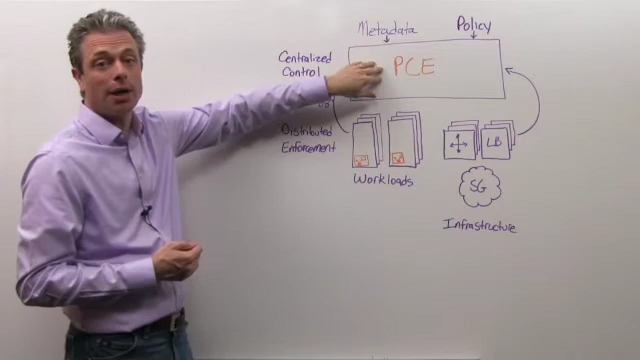 Metadata
Policy
Centralized
Control
PCE
Distributed
Enforcement
LB
Workloads
SG
Infrastructure